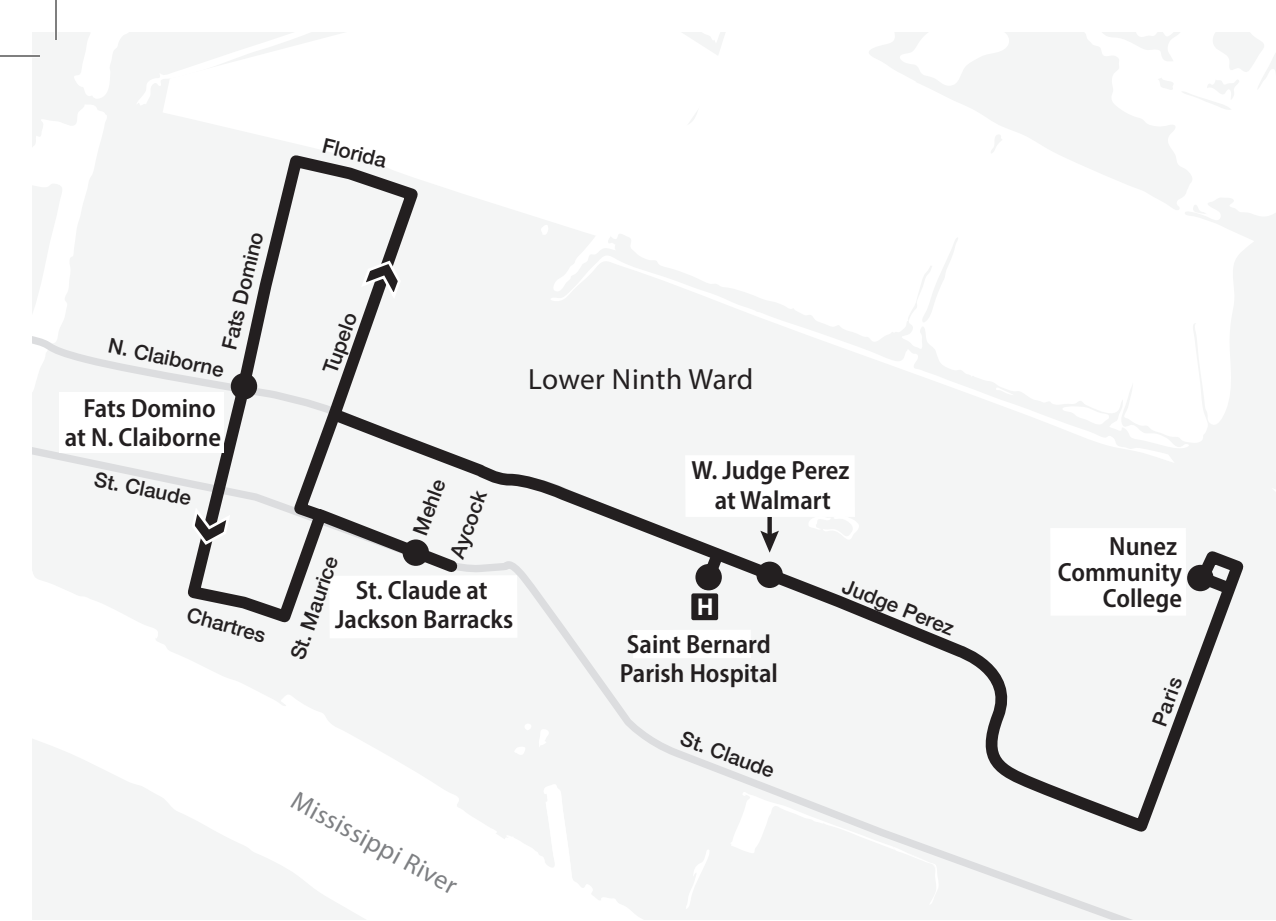 Florida
Fats Domino
Tupelo
N. Claiborne
Lower Ninth Ward
Fats Domino
at N. Claiborne
St. Claude
Mehle
Aycock
W. Judge Perez
at Walmart
Nunez
Community
College
St. Claude at
Jackson Barracks
Chartres
St. Maurice
H
Saint Bernard
Parish Hospital
Judge Perez
Paris
St. Claude
Mississippi River